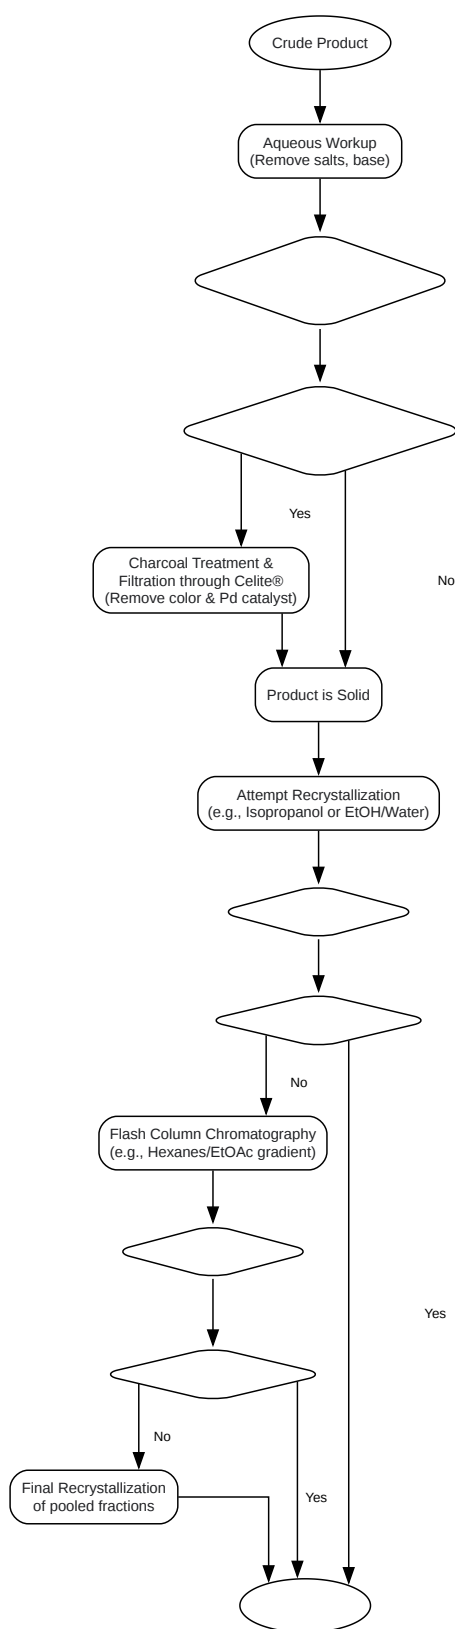 Crude Product
Aqueous Workup
(Remove salts, base)
Yes
Charcoal Treatment &
Filtration through Celite®
(Remove color & Pd catalyst)
No
Product is Solid
Attempt Recrystallization
(e.g., Isopropanol or EtOH/Water)
No
Flash Column Chromatography
(e.g., Hexanes/EtOAc gradient)
Yes
No
Final Recrystallization
of pooled fractions
Yes